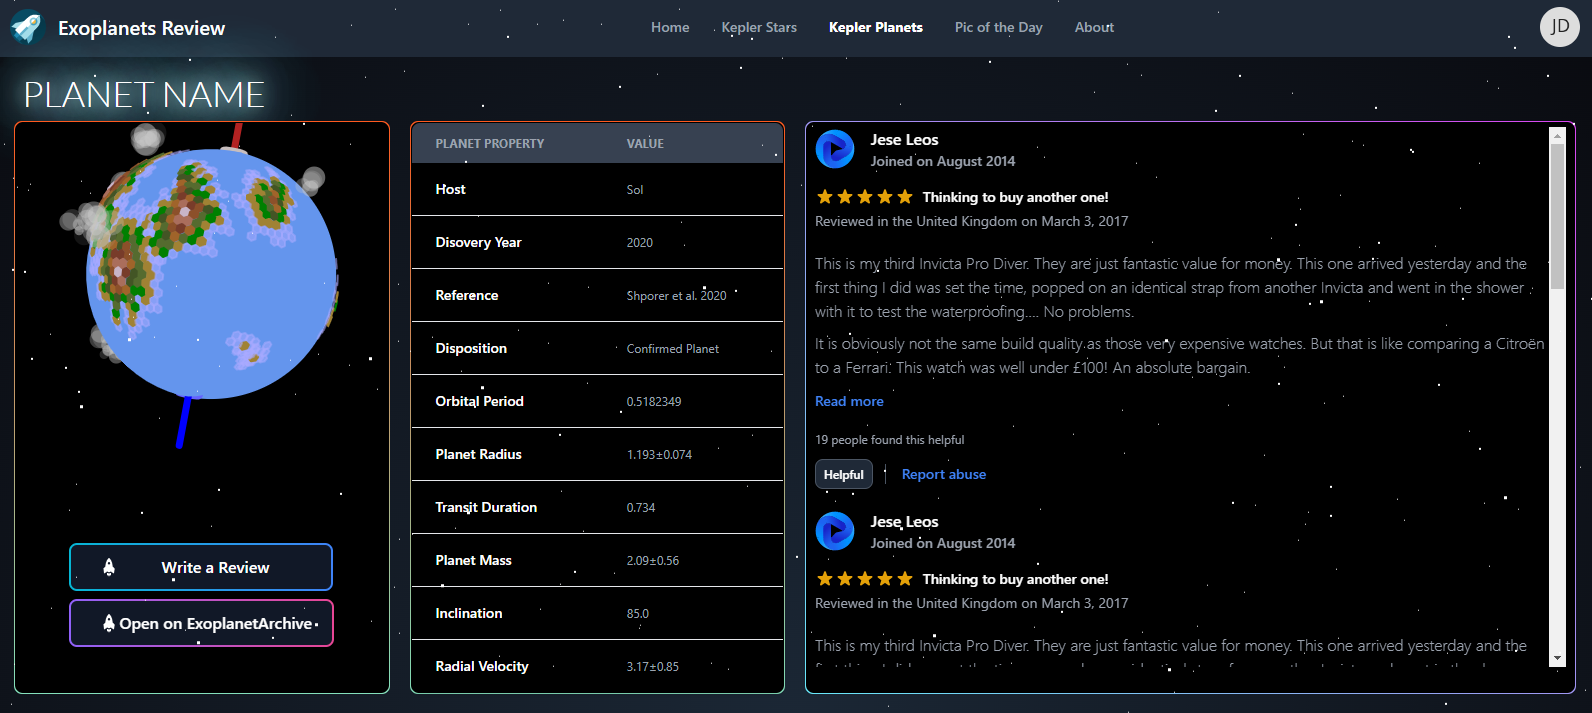 Exoplanets Review
Home Kepler Stars Kepler Planets Pic of the Day About
JD
PLANET NAME
Write a Review
Open on ExoplanetArchive
PLANET PROPERTY VALUE
Host Sol
Disovery Year 2020
Reference Shporer et al. 2020
Disposition Confirmed Planet
Orbital Period 0.5182349
Planet Radius 1.193±0.074
Transit Duration 0.734
Planet Mass 2.09±0.56
Inclination 85.0
Radial Velocity 3.17±0.85
Jese Leos
Joined on August 2014
Thinking to buy another one!
Reviewed in the United Kingdom on March 3, 2017
This is my third Invicta Pro Diver. They are just fantastic value for money. This one arrived yesterday and the
first thing I did was set the time, popped on an identical strap from another Invicta and went in the shower
with it to test the waterproofing.... No problems.
It is obviously not the same build quality as those very expensive watches. But that is like comparing a Citroën
to a Ferrari. This watch was well under £100! An absolute bargain.
Read more
19 people found this helpful
Helpful Report abuse
Jese Leos
Joined on August 2014
Thinking to buy another one!
Reviewed in the United Kingdom on March 3, 2017
This is my third Invicta Pro Diver. They are just fantastic value for money. This one arrived yesterday and the